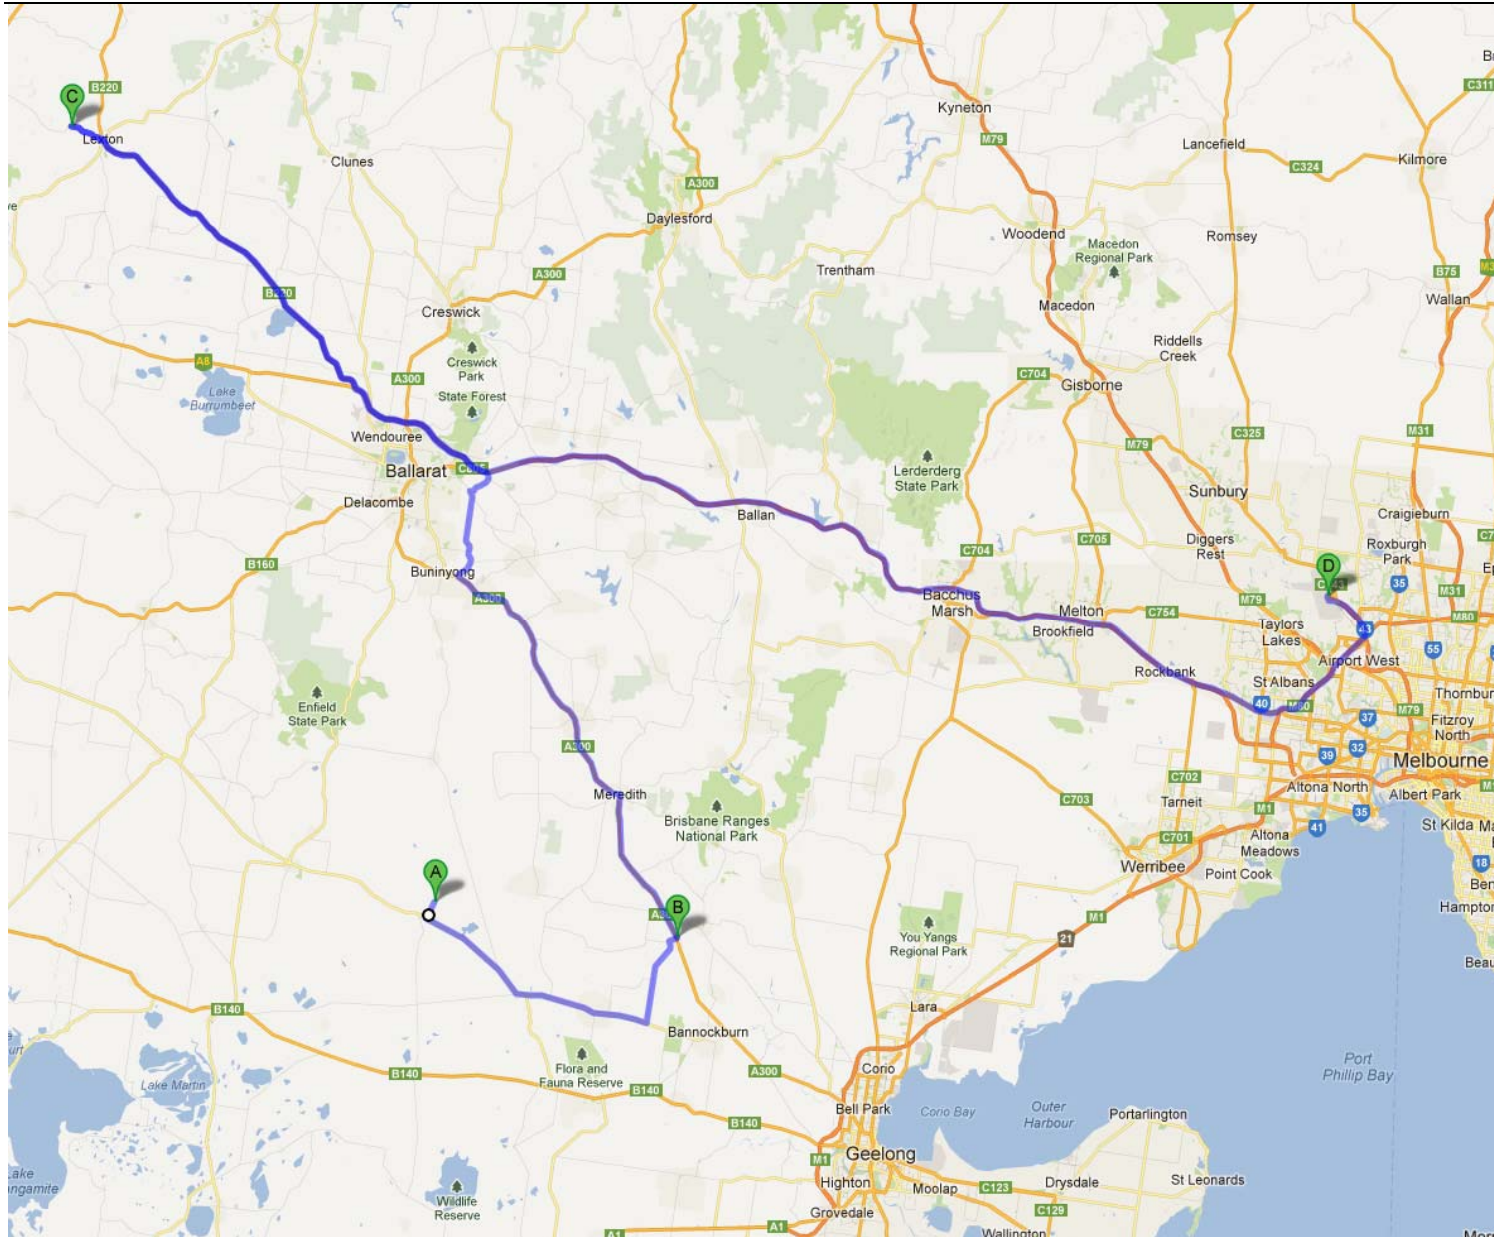 C
B220
Lexton
Clunes
Kyneton
M79
Lancefield
C324
Kilmore
C311
A300
Daylesford
Woodend
Macedon
Regional Park
Romsey
B75
Wallan
Trentham
A300
Macedon
Creswick
B220
Riddells
Creek
Creswick
Park
State Forest
A8
Lake
Burrumbeet
A300
C704
Gisborne
M79
C325
M31
Wendouree
Ballarat
Delacombe
Lerderderg
State Park
Sunbury
Craigieburn
Ballan
Diggers
Rest
Roxburgh
Park
C705
C704
D
35
B160
Buninyong
A300
Bacchus
Marsh
Melton
Brookfield
C754
M79
M31
M80
Taylors
Lakes
43
Airport West
55
Rockbank
St Albans
40
M80
M79
37
Thornbur
Fitzroy
North
Enfield
State Park
A300
39
32
Melbourne
Meredith
C702
Altona North
Albert Park
Tarneit
C703
M1
35
Brisbane Ranges
National Park
41
St Kilda
C701
Altona
Meadows
Werribee
Point Cook
18
A
B
Hampton
You Yangs
Regional Park
M1
21
Beau
B140
Lara
Bannockburn
Port
Phillip Bay
Lake Martin
B140
Flora and
Fauna Reserve
A300
Corio
B140
Bell Park
Corio Bay
Outer
Harbour
Portarlington
B140
Geelong
M1
Highton
Moolap
C123
Drysdale
St Leonards
Wildlife
Reserve
C129
Grovedale
A1
A1
Wallington